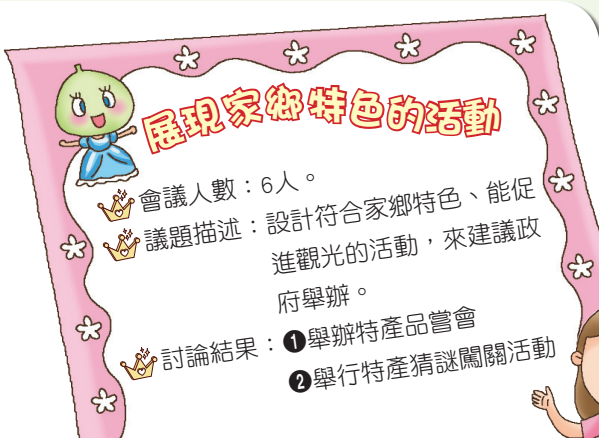 展現家鄉特色的活動
會議人數：6人。
議題描述：設計符合家鄉特色、能促
進觀光的活動，來建議政
府舉辦。
討論結果：❶舉辦特產品嘗會
❷舉行特產猜謎闖關活動